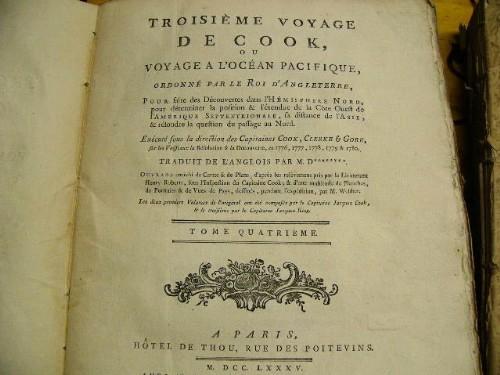 TROISIÈME VOYAGE
DE COOK,
OU
VOYAGE A L'OCÉAN PACIFIQUE,
ORDONNÉ PAR LE ROI D'ANGLETERRE,
POUR faire des Découvertes dans l'HÉMISPHERE NORD,
pour déterminer la position & l'étendue de la Côte Ouest de
l'AMÉRIQUE SEPTENTRIONALE, sa distance de l'ASIE,
& résoudre la question du passage au Nord.
Exécuté sous la direction des Capitaines COOK, CLERKE & GORE,
sur les Vaisseaux la Résolution & la Découverte, en 1776, 1777, 1778, 1779 & 1780.
TRADUIT DE L'ANGLOIS PAR M. D********.
OUVRAGE enrichi de Cartes & de Plans, d'après les relèvemens pris par le Lieutenant
Henry Roberts, sous l'inspection du Capitaine Cook; & d'une multitude de Planches,
de Portraits & de Vues de Pays, dessinés, pendant l'expédition, par M. Webber.
Les deux premiers Volumes de l'original ont été composés par le Capitaine Jacques Cook,
& le troisième par le Capitaine Jacques King.
TOME QUATRIEME.
A PARIS,
HÔTEL DE THOU, RUE DES POITEVINS.
M. DCC. LXXXV.